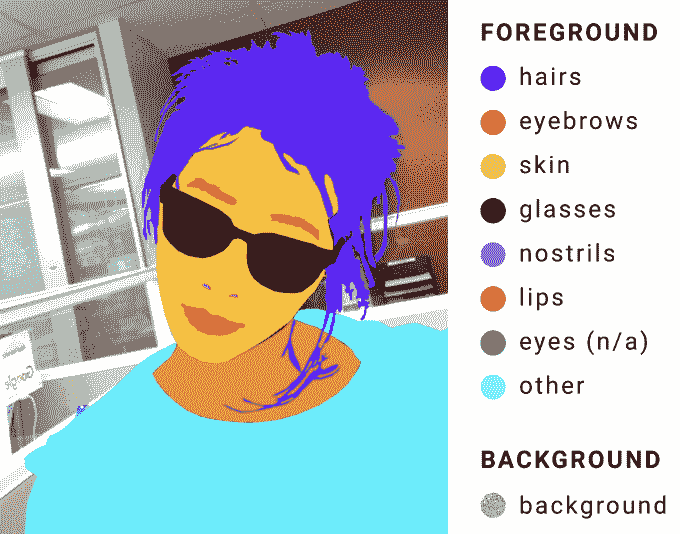 FOREGROUND
hairs
eyebrows
skin
glasses
nostrils
lips
eyes (n/a)
other
BACKGROUND
background